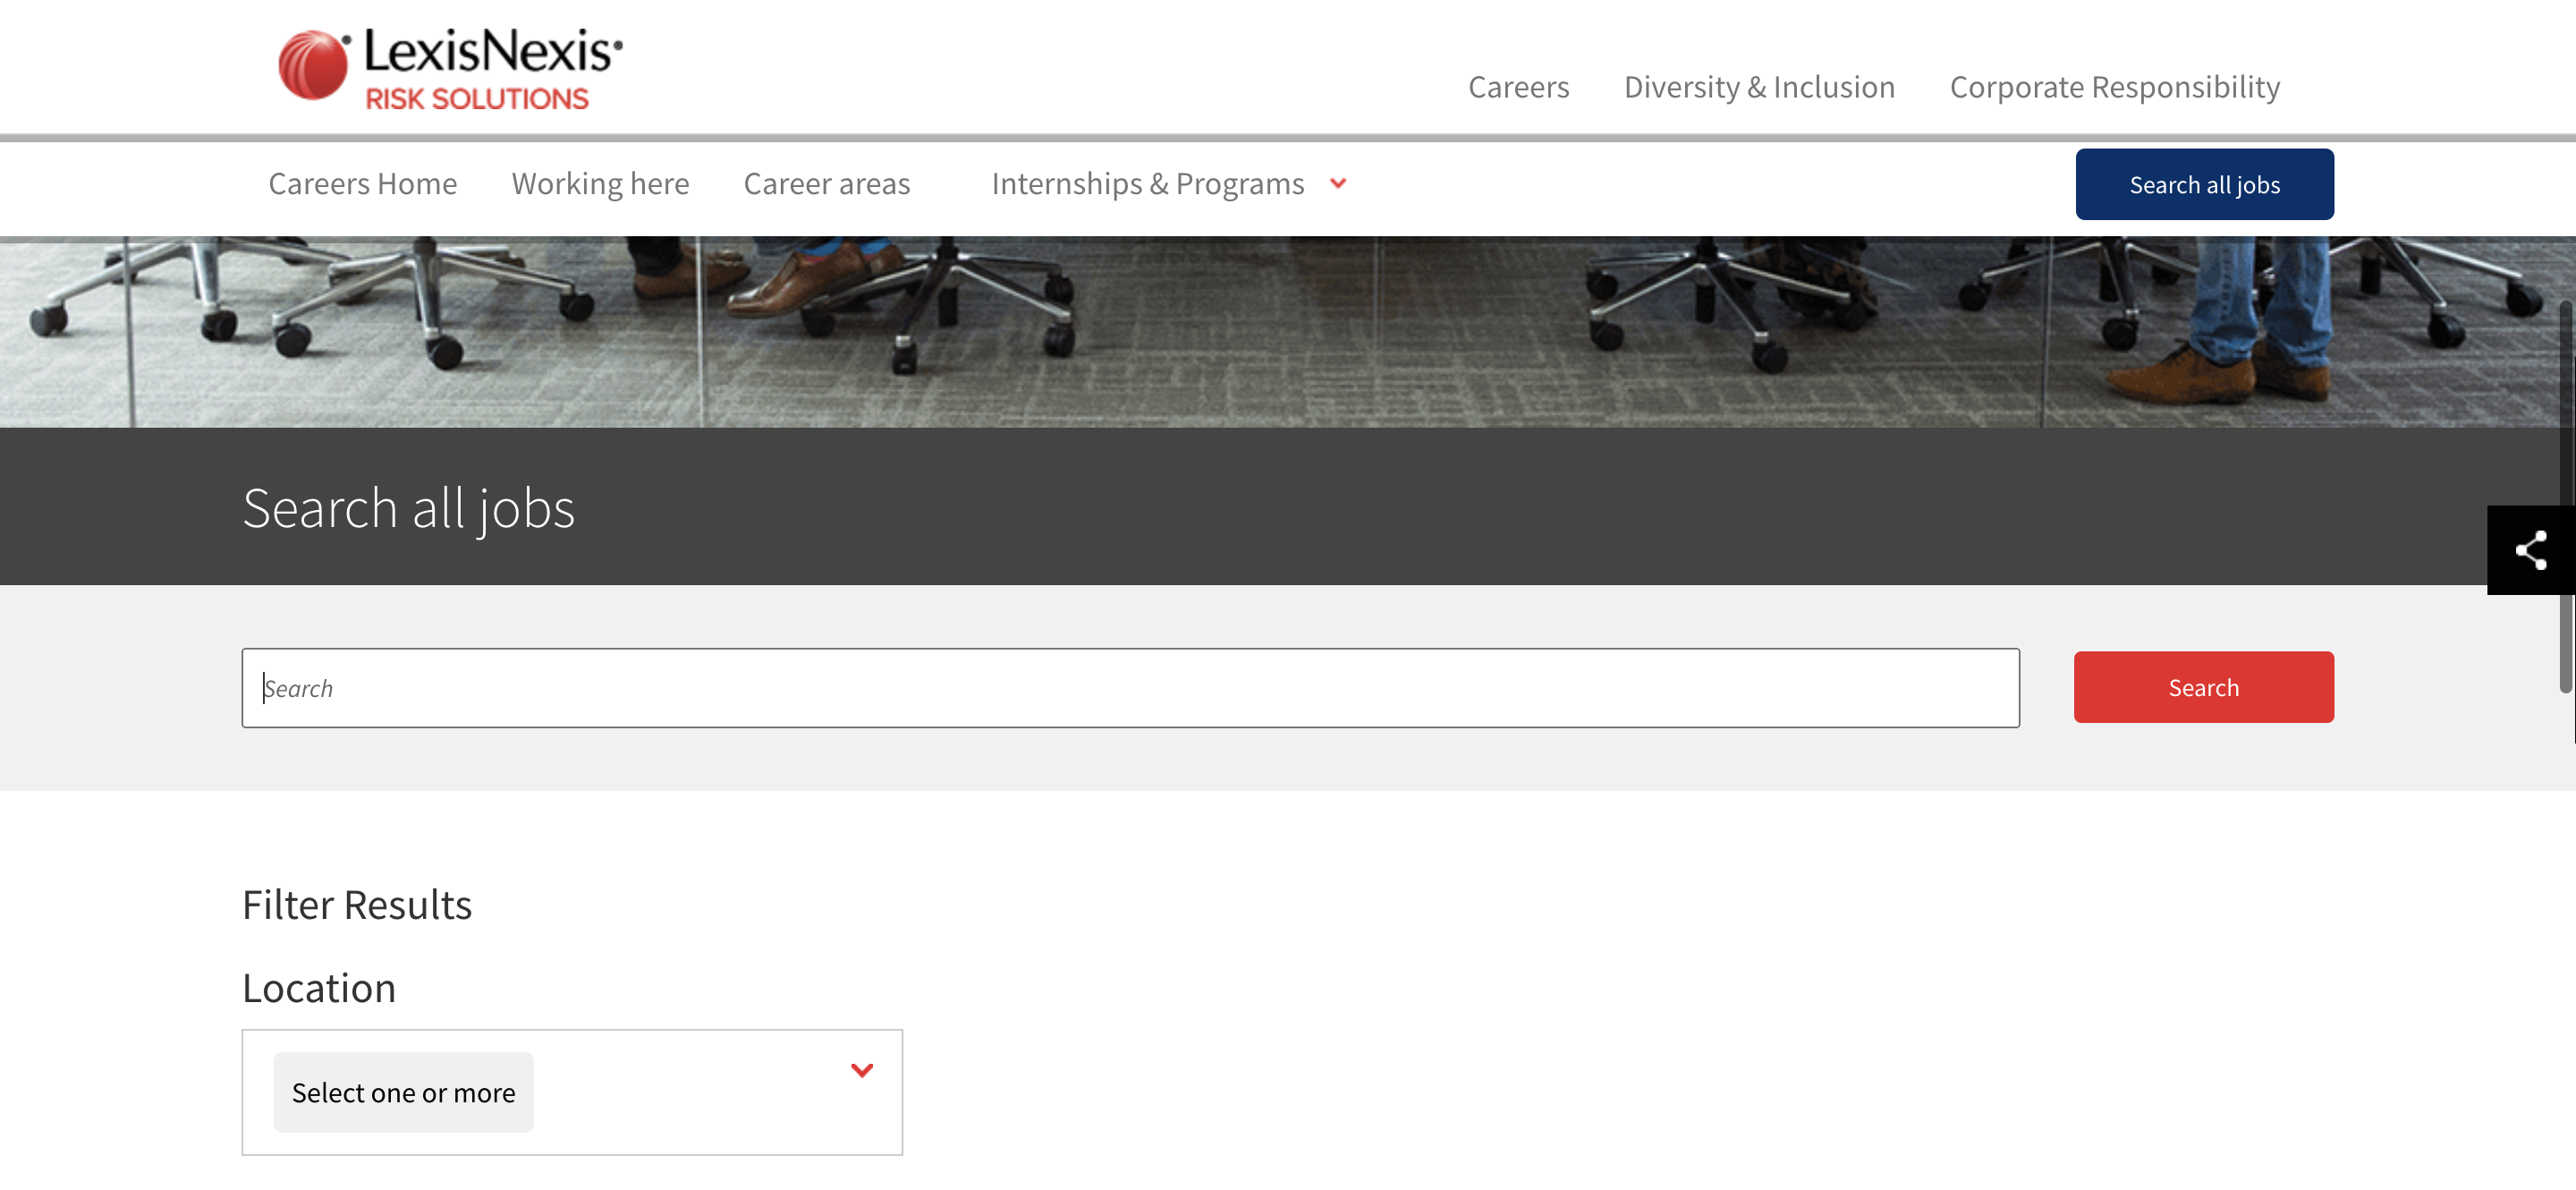 LexisNexis
RISK SOLUTIONS
Careers Diversity & Inclusion Corporate Responsibility
Careers Home Working here Career areas Internships & Programs Search all jobs
Search all jobs
Search Search
Filter Results
Location
Select one or more